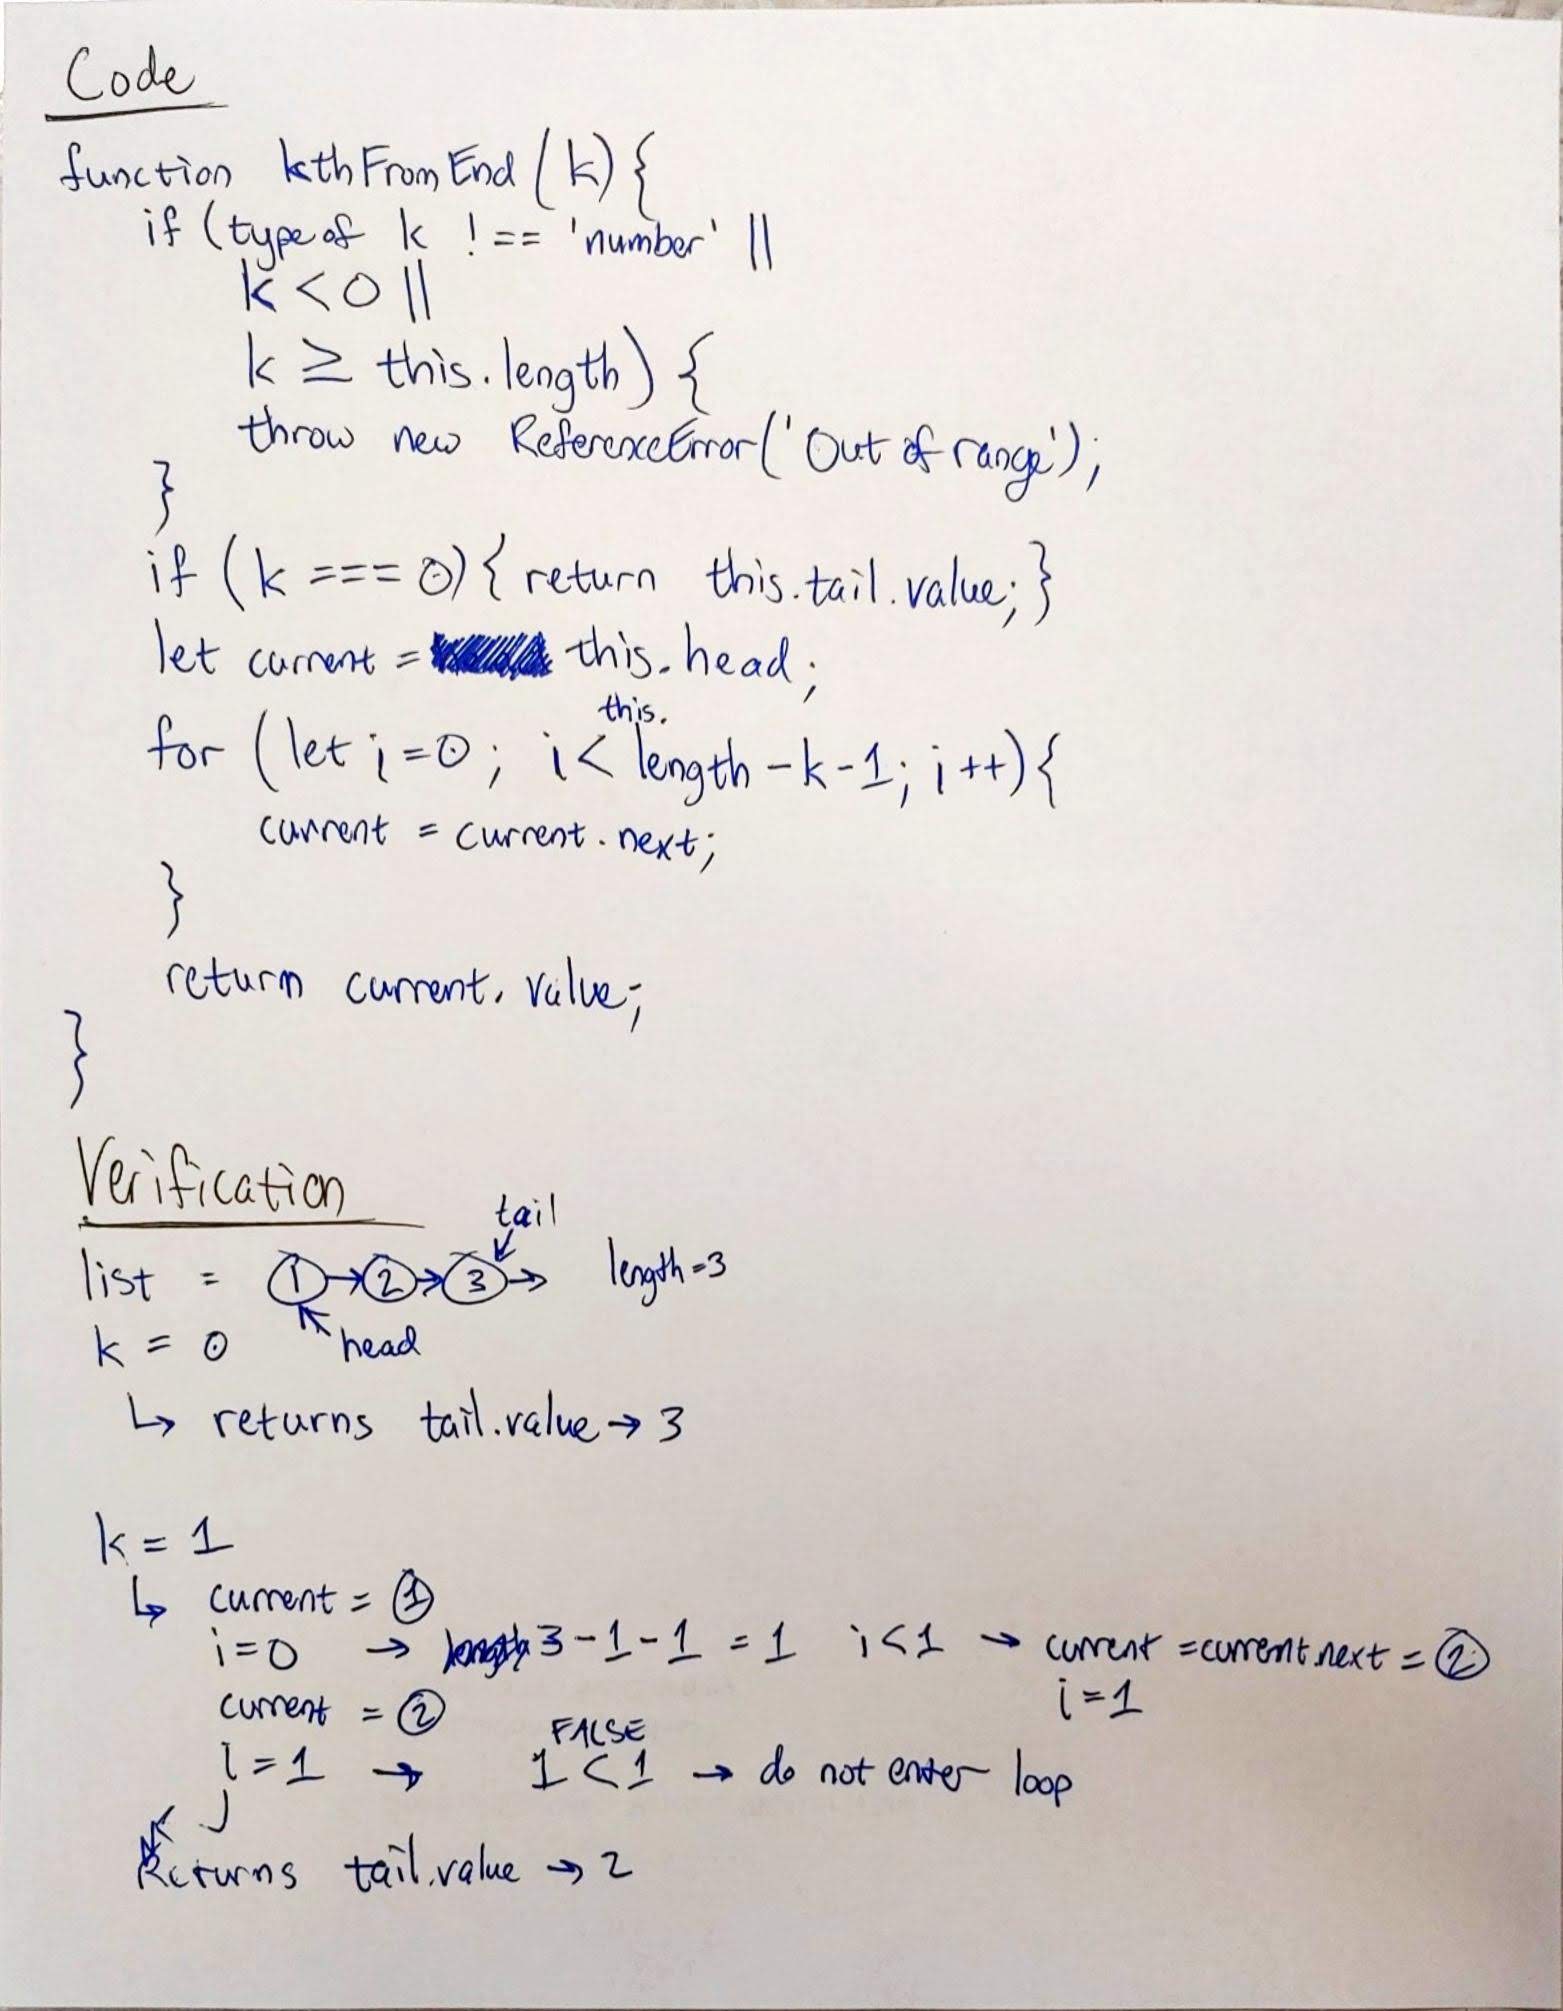 Code
function kthFromEnd(k){
if (typeof k !== 'number' ||
k < 0 ||
k ≥ this.length) {
throw new ReferenceError('Out of range');
}
if (k === 0){ return this.tail.value; }
let current = this.head;
for (let i=0; i< this.length-k-1; i++){
current = current.next;
}
return current.value;
}
Verification
tail
list = ①→②→③→ length=3
k = 0 head
↳ returns tail.value → 3
k = 1
↳ current = ①
i=0 → 3-1-1 = 1 i<1 → current = current.next = ②
current = ② i=1
FALSE
i=1 → 1<1 → do not enter loop
Returns tail.value → 2